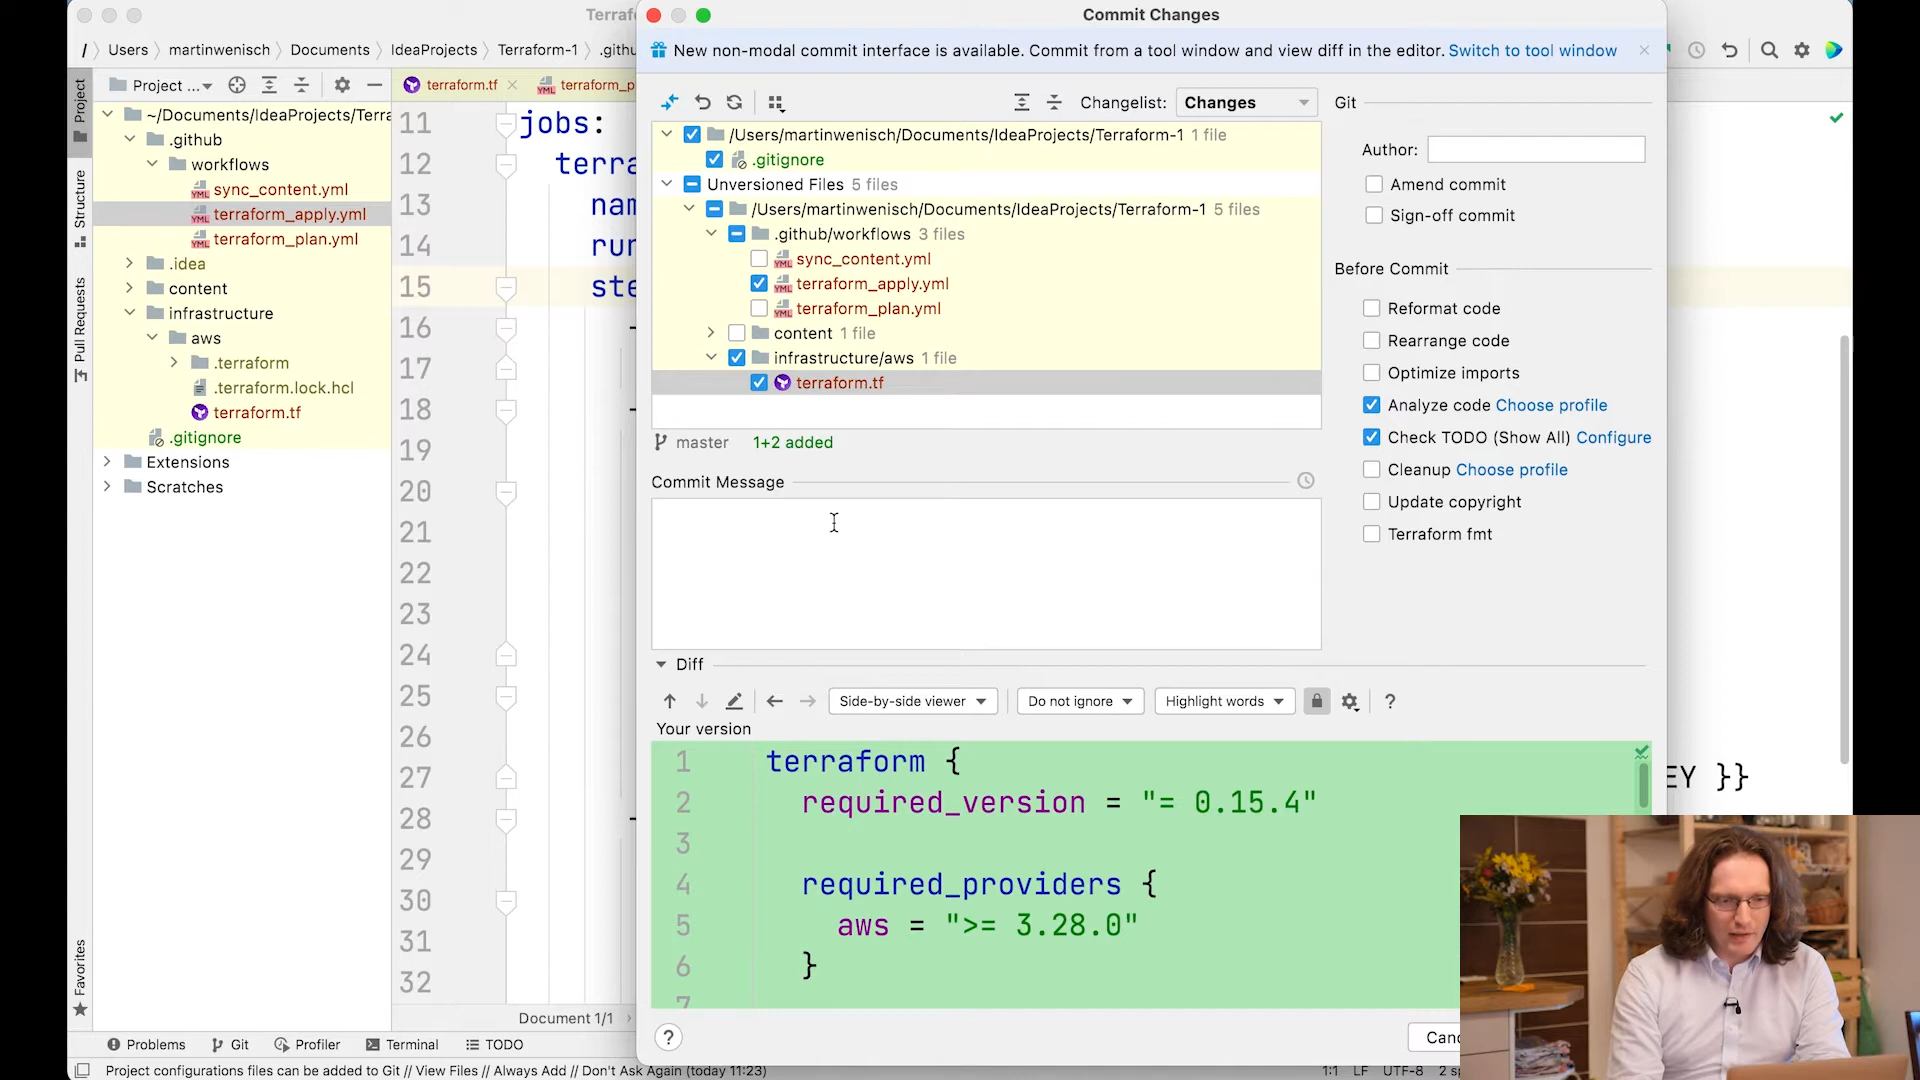 Terrafo
Commit Changes
/ Users martinwenisch Documents IdeaProjects Terraform-1 .githu
New non-modal commit interface is available. Commit from a tool window and view diff in the editor. Switch to tool window
Project ...
terraform.tf
terraform_p
Changelist: Changes
Git
Project
Structure
Pull Requests
Favorites
~/Documents/IdeaProjects/Terra
.github
workflows
sync_content.yml
terraform_apply.yml
terraform_plan.yml
.idea
content
infrastructure
aws
.terraform
.terraform.lock.hcl
terraform.tf
.gitignore
Extensions
Scratches
11 jobs:
12 terra
13 nam
14 run
15 ste
16 -
17
18 -
19
20
21
22
23
24
25
26
27
28 -
29
30
31
32
/Users/martinwenisch/Documents/IdeaProjects/Terraform-1 1 file
.gitignore
Unversioned Files 5 files
/Users/martinwenisch/Documents/IdeaProjects/Terraform-1 5 files
.github/workflows 3 files
sync_content.yml
terraform_apply.yml
terraform_plan.yml
content 1 file
infrastructure/aws 1 file
terraform.tf
master 1+2 added
Author:
Amend commit
Sign-off commit
Before Commit
Reformat code
Rearrange code
Optimize imports
Analyze code Choose profile
Check TODO (Show All) Configure
Cleanup Choose profile
Update copyright
Terraform fmt
Commit Message
Diff
Side-by-side viewer
Do not ignore
Highlight words
?
Your version
1 terraform {
2 required_version = "= 0.15.4"
3
4 required_providers {
5 aws = ">= 3.28.0"
6 }
7
EY }}
?
Canc
Document 1/1
Problems
Git
Profiler
Terminal
TODO
Project configurations files can be added to Git // View Files // Always Add // Don't Ask Again (today 11:23)
1:1 LF UTF-8 2 sp